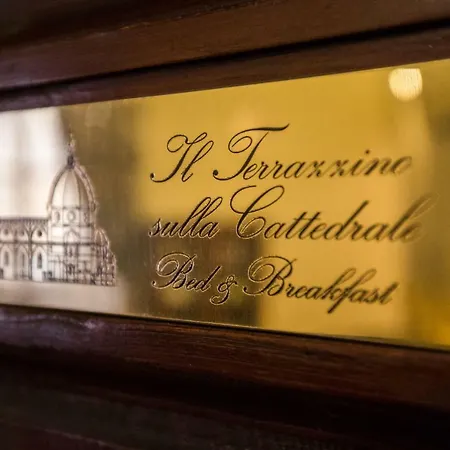 Il Terrazzino
sulla Cattedrale
Bed & Breakfast